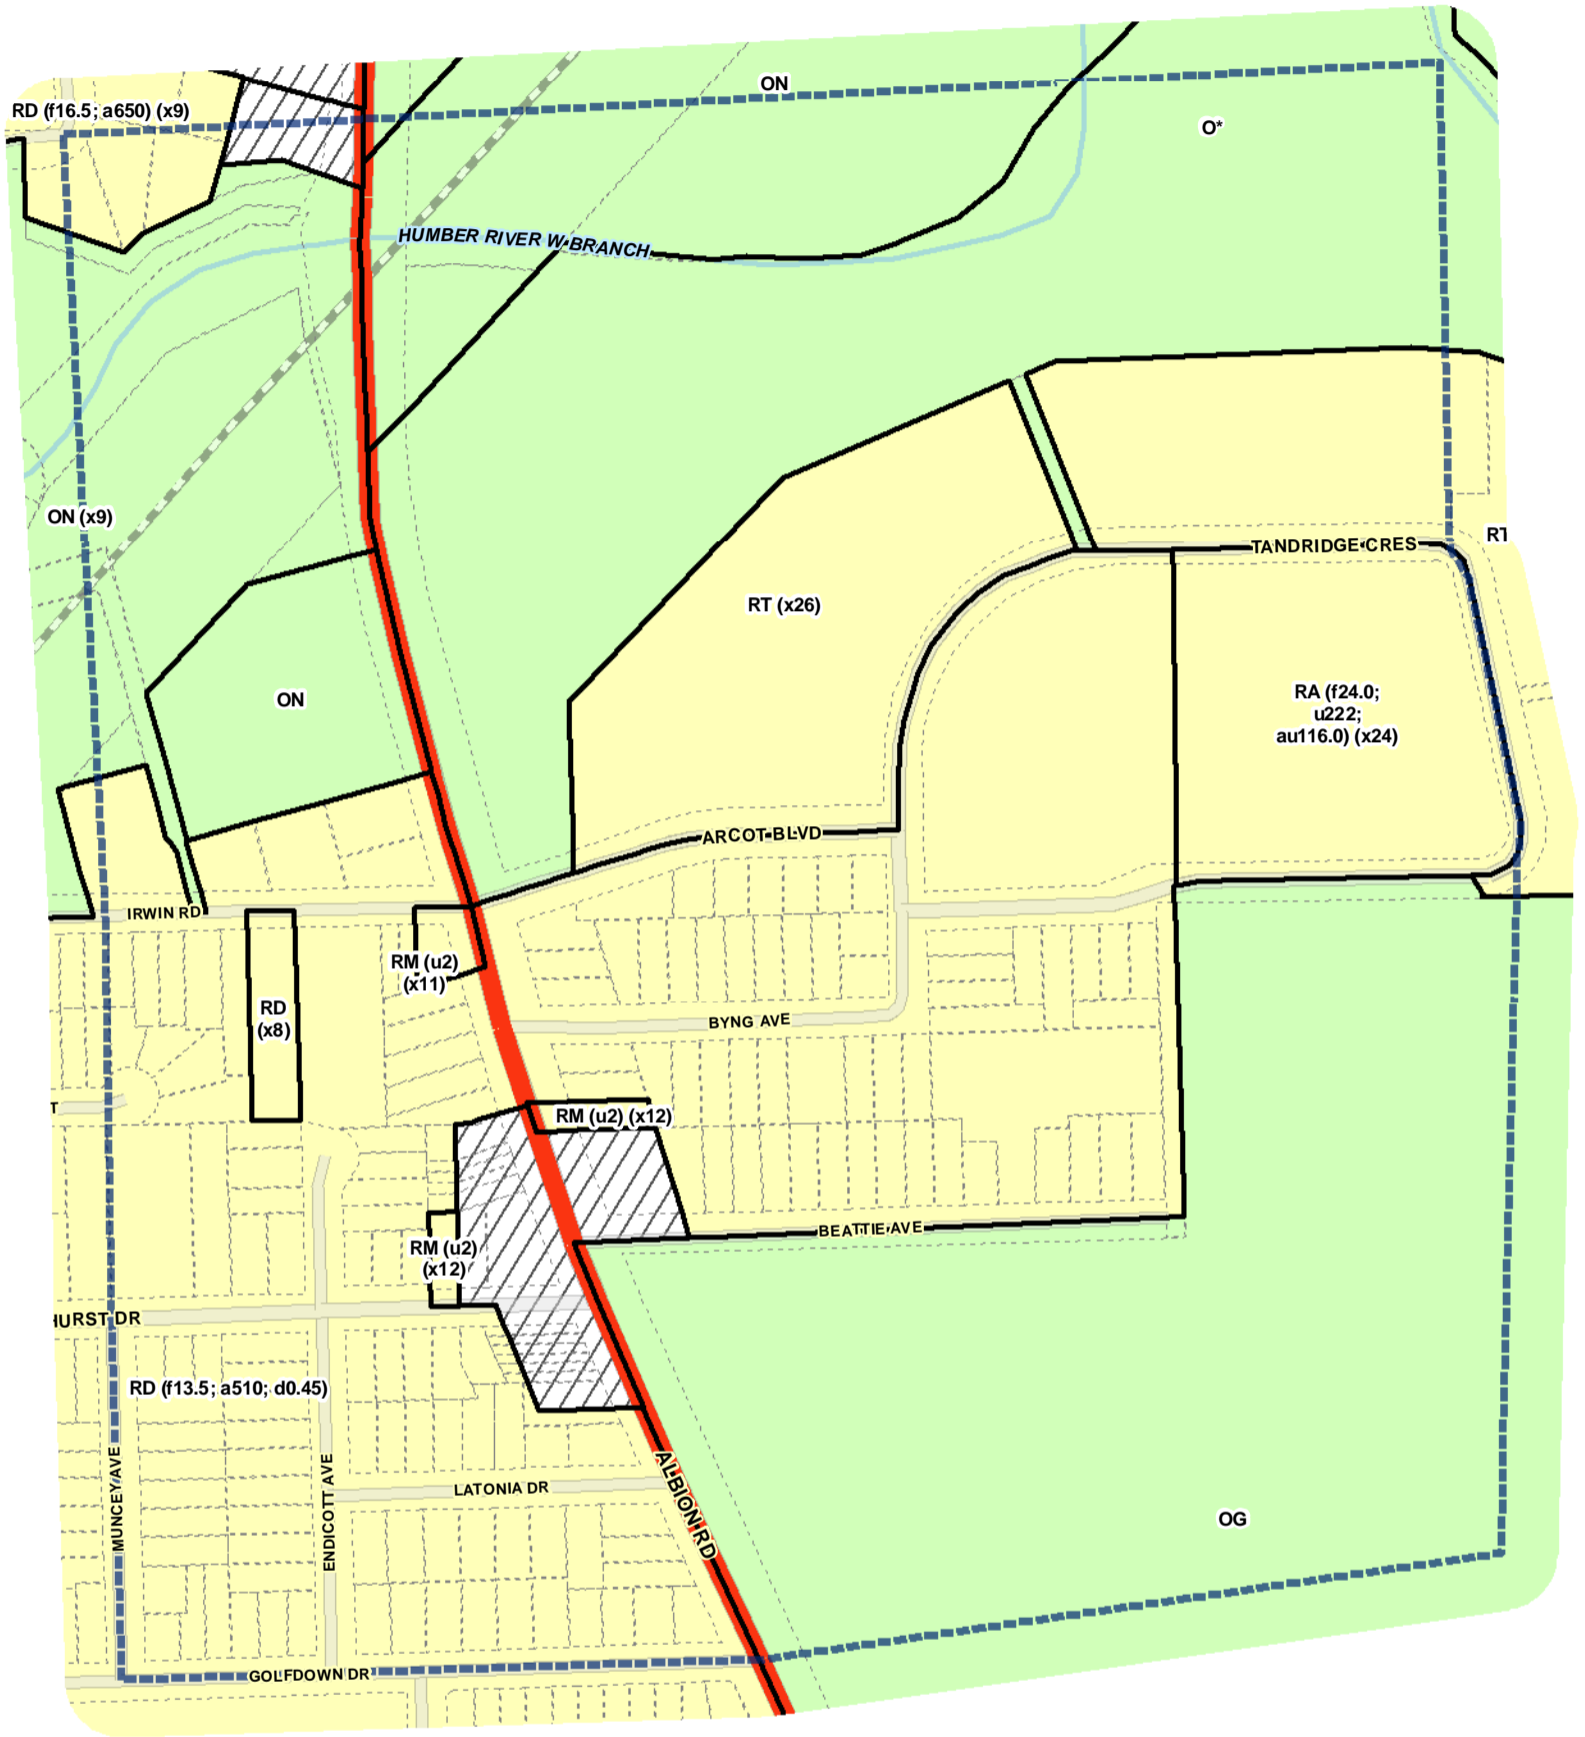 ON
RD (f16.5; a650) (x9)
O*
HUMBER RIVER W BRANCH
ON (x9)
RT
TANDRIDGE CRES
RT (x26)
ON
RA (f24.0;
u222;
au116.0) (x24)
ARCOT BLVD
IRWIN RD
RM (u2)
(x11)
RD
(x8)
BYNG AVE
T
RM (u2) (x12)
BEATTIE AVE
RM (u2)
(x12)
HURST DR
RD (f13.5; a510; d0.45)
MUNCEY AVE
ENDICOTT AVE
LATONIA DR
ALBION RD
OG
GOLFDOWN DR